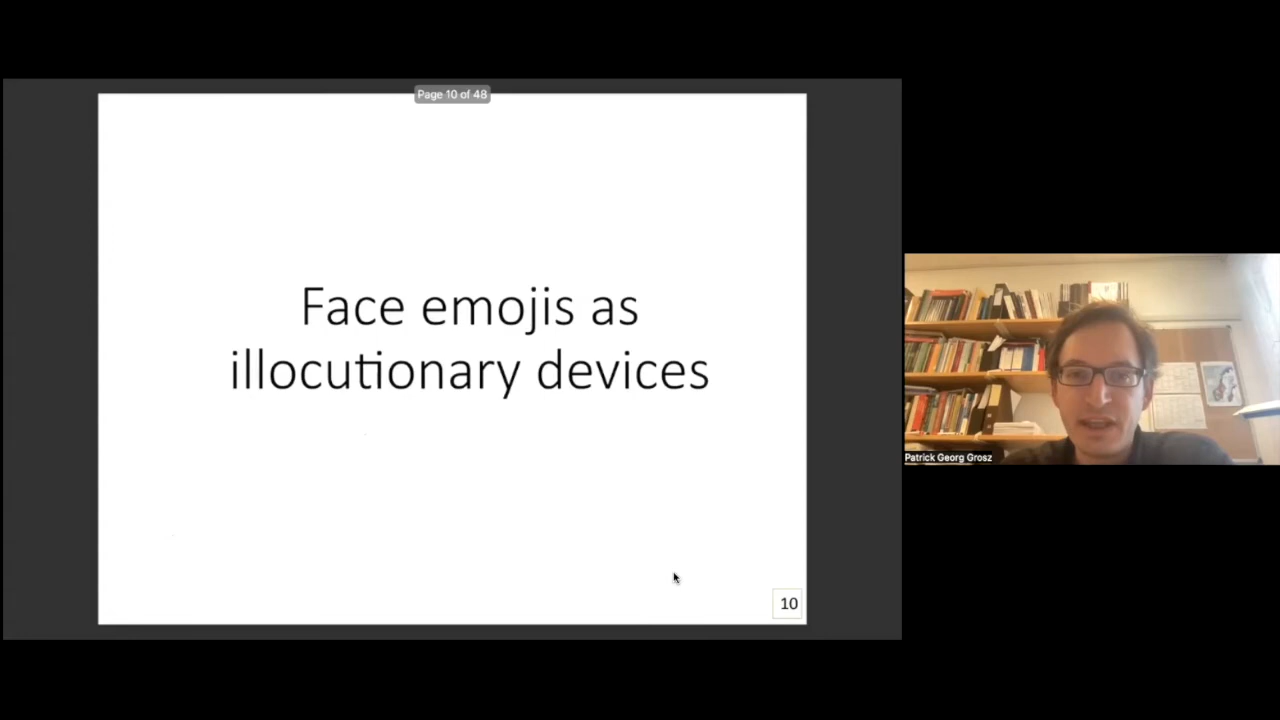 Page 10 of 48
Face emojis as
illocutionary devices
10
Patrick Georg Grosz